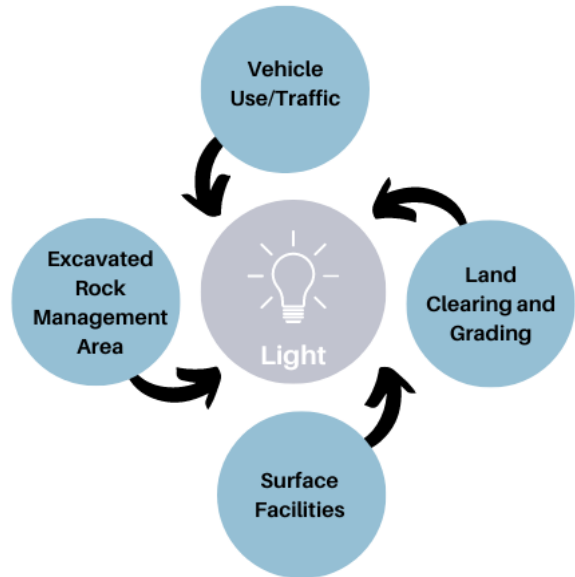 Vehicle
Use/Traffic
Excavated
Rock
Management
Area
Light
Land
Clearing and
Grading
Surface
Facilities